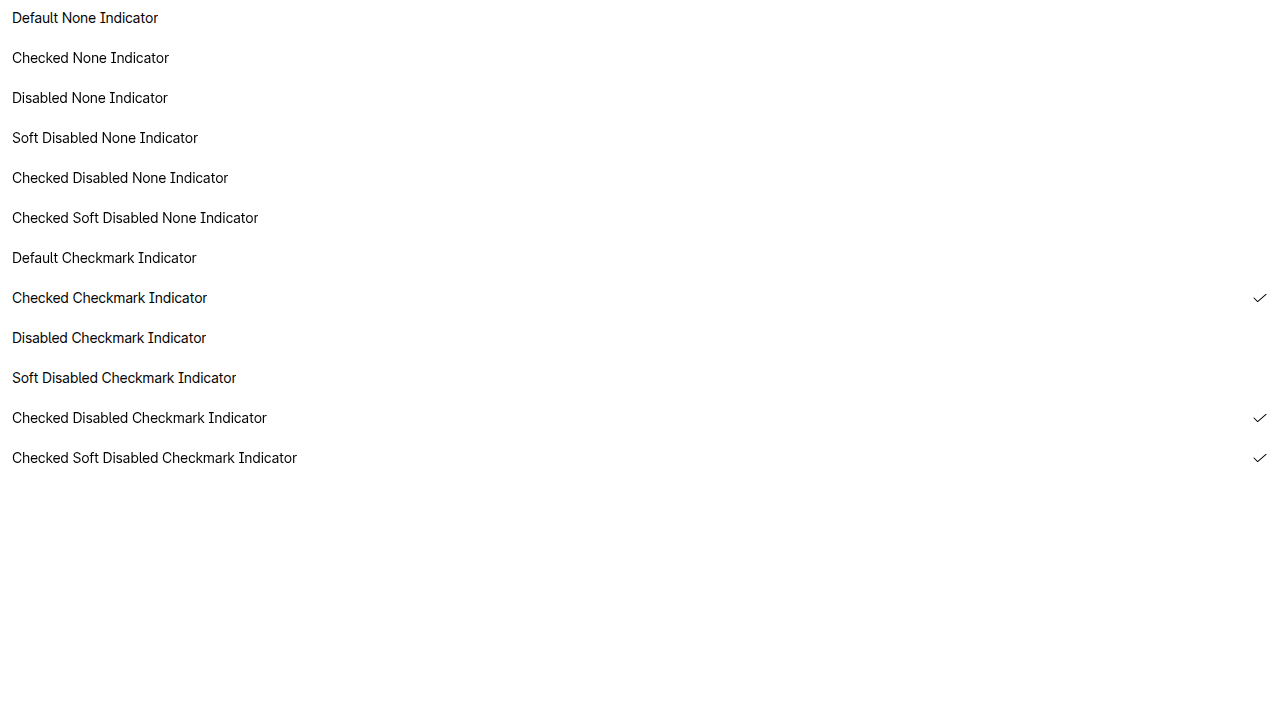 Default None Indicator
Checked None Indicator
Disabled None Indicator
Soft Disabled None Indicator
Checked Disabled None Indicator
Checked Soft Disabled None Indicator
Default Checkmark Indicator
Checked Checkmark Indicator
Disabled Checkmark Indicator
Soft Disabled Checkmark Indicator
Checked Disabled Checkmark Indicator
Checked Soft Disabled Checkmark Indicator